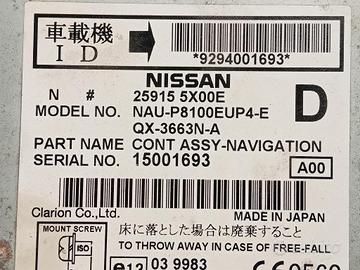 車載機
ID
*9294001693*
NISSAN
N # 25915 5X00E
MODEL NO. NAU-P8100EUP4-E
QX-3663N-A
D
PART NAME CONT ASSY-NAVIGATION
SERIAL NO. 15001693
A00
Clarion Co.,Ltd.
MADE IN JAPAN
MOUNT SCREW
ISO
床に落とした場合は廃棄すること
TO THROW AWAY IN CASE OF FREE-FALL
e13 03 9983